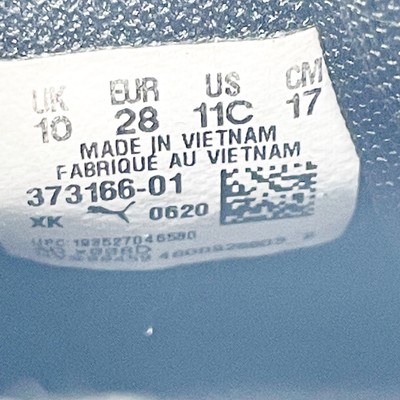 UK EUR US CM
10 28 11C 17
MADE IN VIETNAM
FABRIQUÉ AU VIETNAM
373166-01
XK 0620
UPC 193527046580